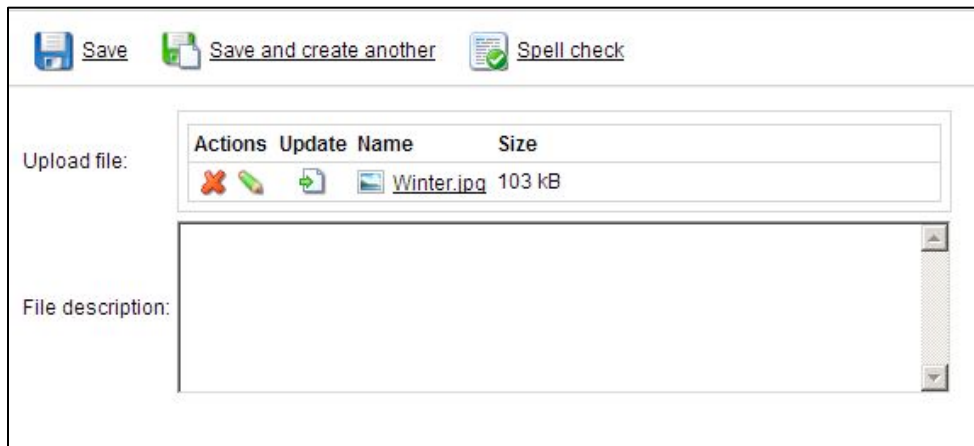 Save Save and create another Spell check
Upload file:
Actions Update Name Size
Winter.jpg 103 kB
File description: